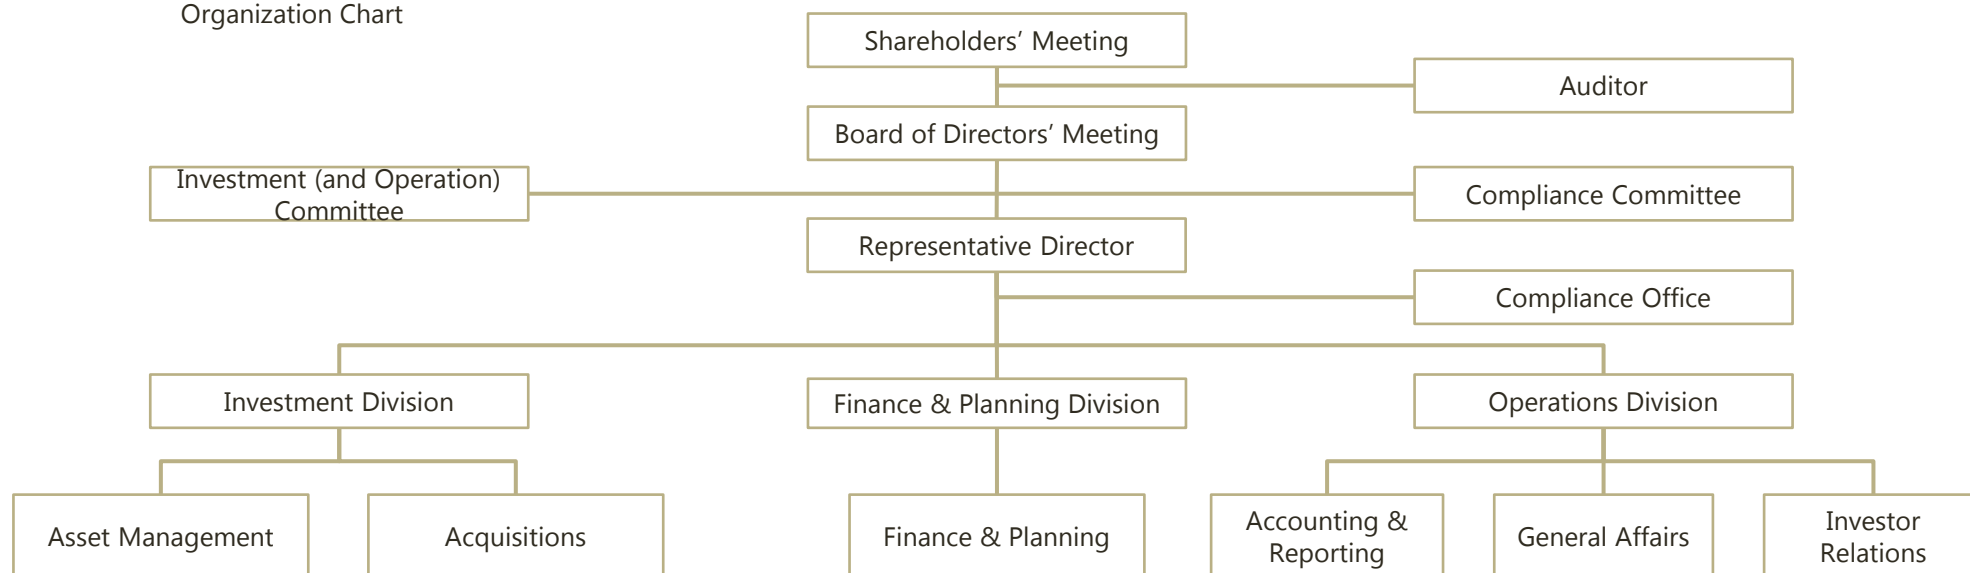 Organization Chart
Shareholders’ Meeting
Auditor
Board of Directors’ Meeting
Investment (and Operation)
Committee
Compliance Committee
Representative Director
Compliance Office
Investment Division
Finance & Planning Division
Operations Division
Asset Management
Acquisitions
Finance & Planning
Accounting &
Reporting
General Affairs
Investor
Relations